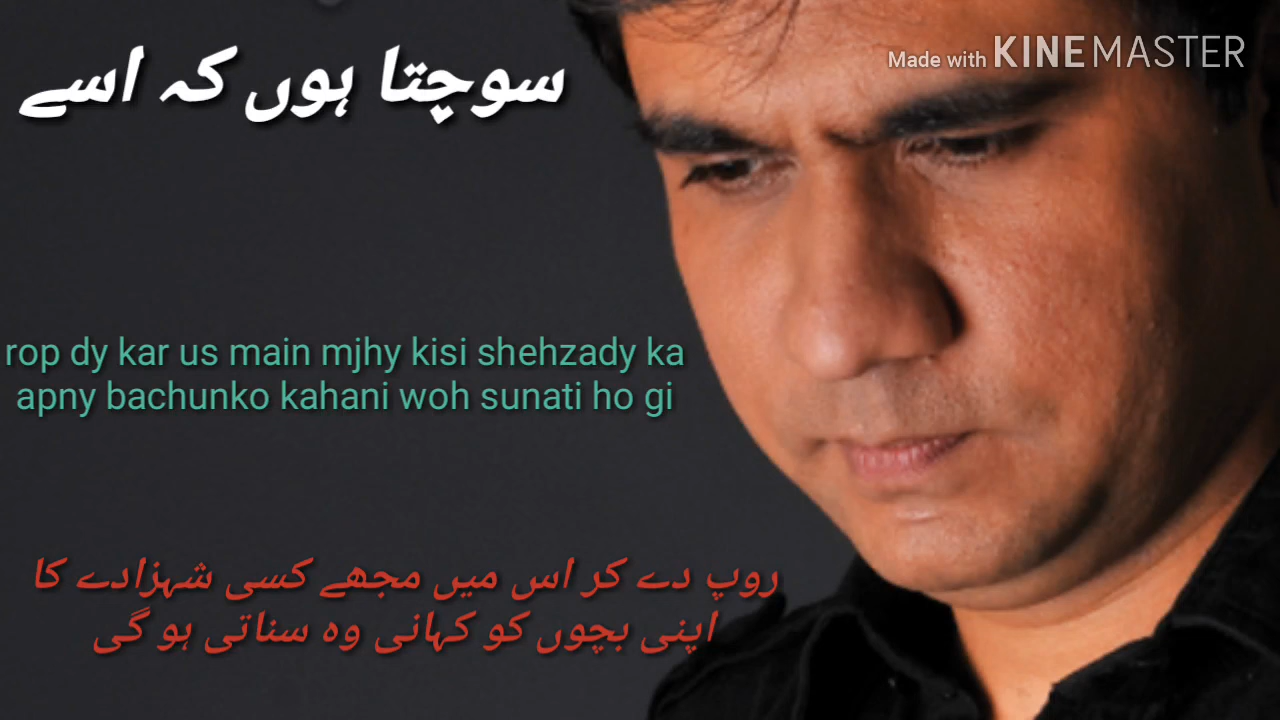 Made with KINEMASTER
سوچتا ہوں کہ اسے
rop dy kar us main mjhy kisi shehzady ka
apny bachunko kahani woh sunati ho gi
روپ دے کر اس میں مجھے کسی شہزادے کا
اپنی بچوں کو کہانی وہ سناتی ہو گی